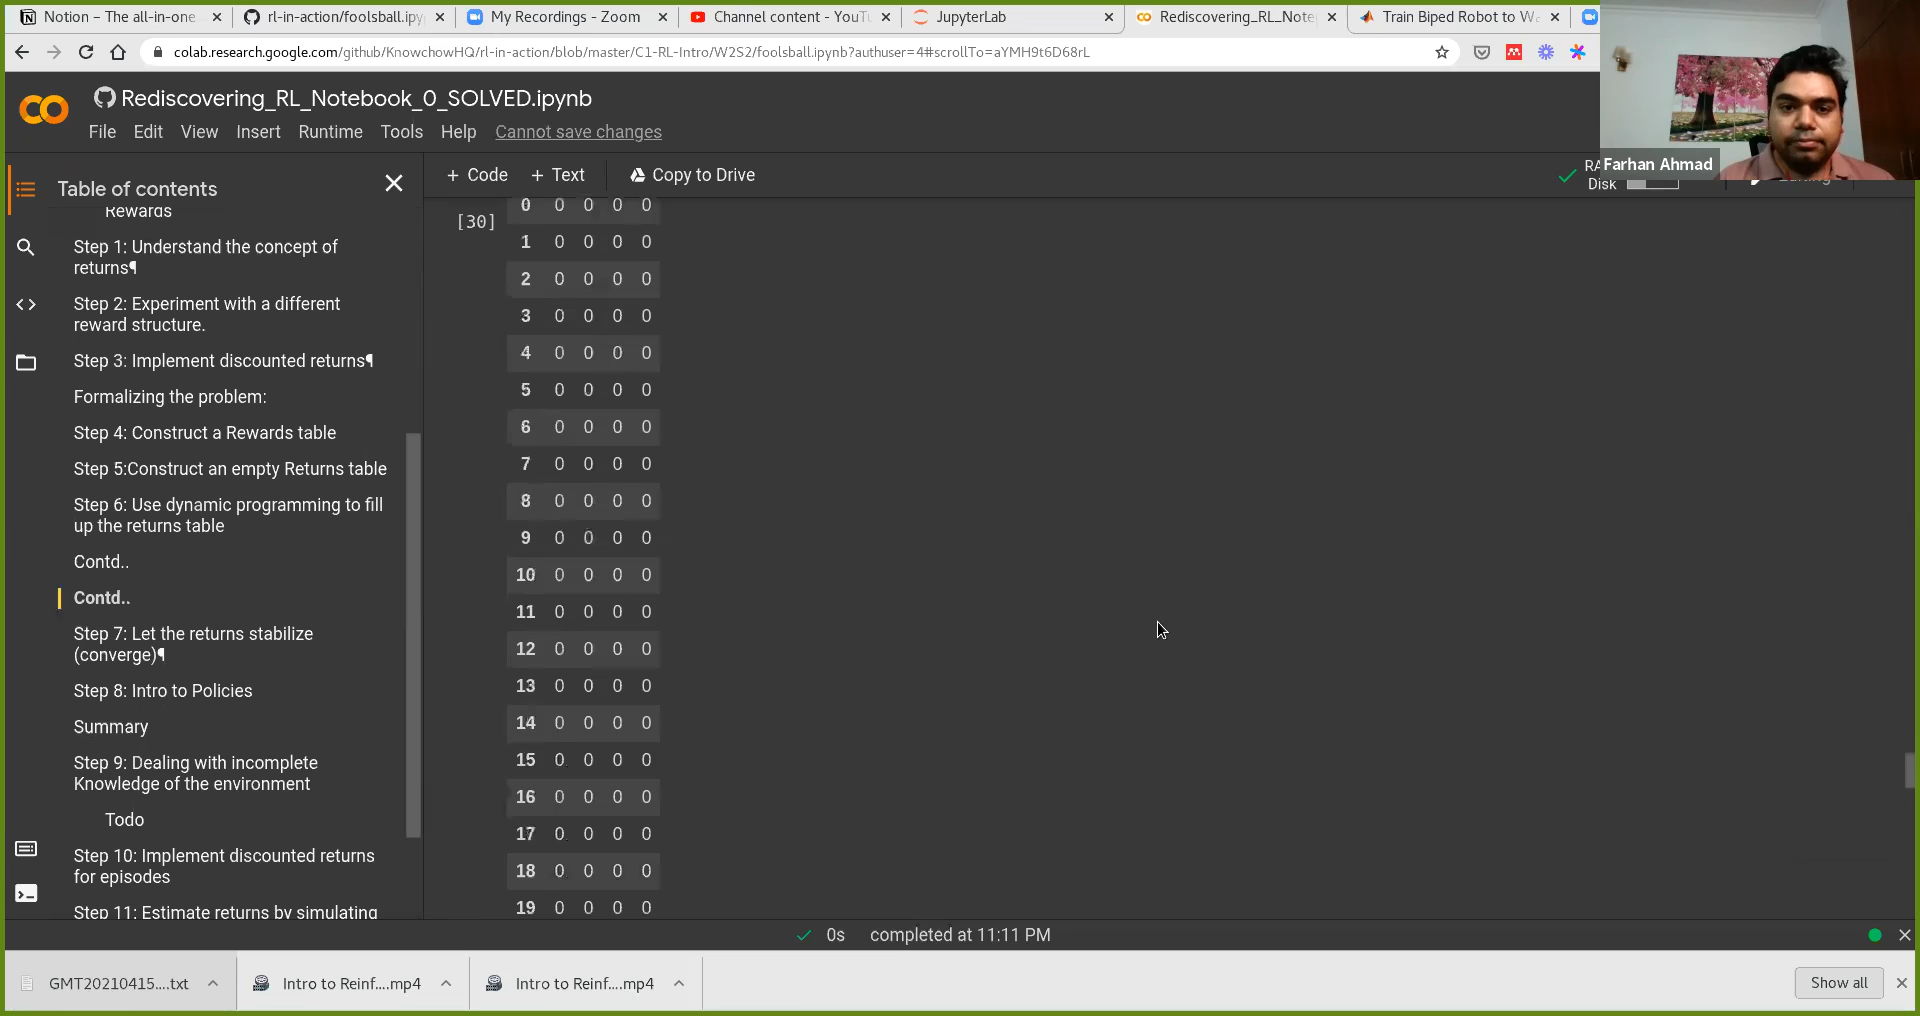 Notion – The all-in-one
rl-in-action/foolsball.ipy
My Recordings - Zoom
Channel content - YouTu
JupyterLab
Rediscovering_RL_Note
Train Biped Robot to Wa
colab.research.google.com/github/KnowchowHQ/rl-in-action/blob/master/C1-RL-Intro/W2S2/foolsball.ipynb?authuser=4#scrollTo=aYMH9t6D68rL
Rediscovering_RL_Notebook_0_SOLVED.ipynb
File Edit View Insert Runtime Tools Help Cannot save changes
Farhan Ahmad
Table of contents
+ Code + Text Copy to Drive
RA
Disk
Rewards
Step 1: Understand the concept of
returns¶
Step 2: Experiment with a different
reward structure.
Step 3: Implement discounted returns¶
Formalizing the problem:
Step 4: Construct a Rewards table
Step 5:Construct an empty Returns table
Step 6: Use dynamic programming to fill
up the returns table
Contd..
Contd..
Step 7: Let the returns stabilize
(converge)¶
Step 8: Intro to Policies
Summary
Step 9: Dealing with incomplete
Knowledge of the environment
Todo
Step 10: Implement discounted returns
for episodes
Step 11: Estimate returns by simulating
[30]
0 0 0 0 0
1 0 0 0 0
2 0 0 0 0
3 0 0 0 0
4 0 0 0 0
5 0 0 0 0
6 0 0 0 0
7 0 0 0 0
8 0 0 0 0
9 0 0 0 0
10 0 0 0 0
11 0 0 0 0
12 0 0 0 0
13 0 0 0 0
14 0 0 0 0
15 0 0 0 0
16 0 0 0 0
17 0 0 0 0
18 0 0 0 0
19 0 0 0 0
0s completed at 11:11 PM
GMT20210415....txt
Intro to Reinf....mp4
Intro to Reinf....mp4
Show all